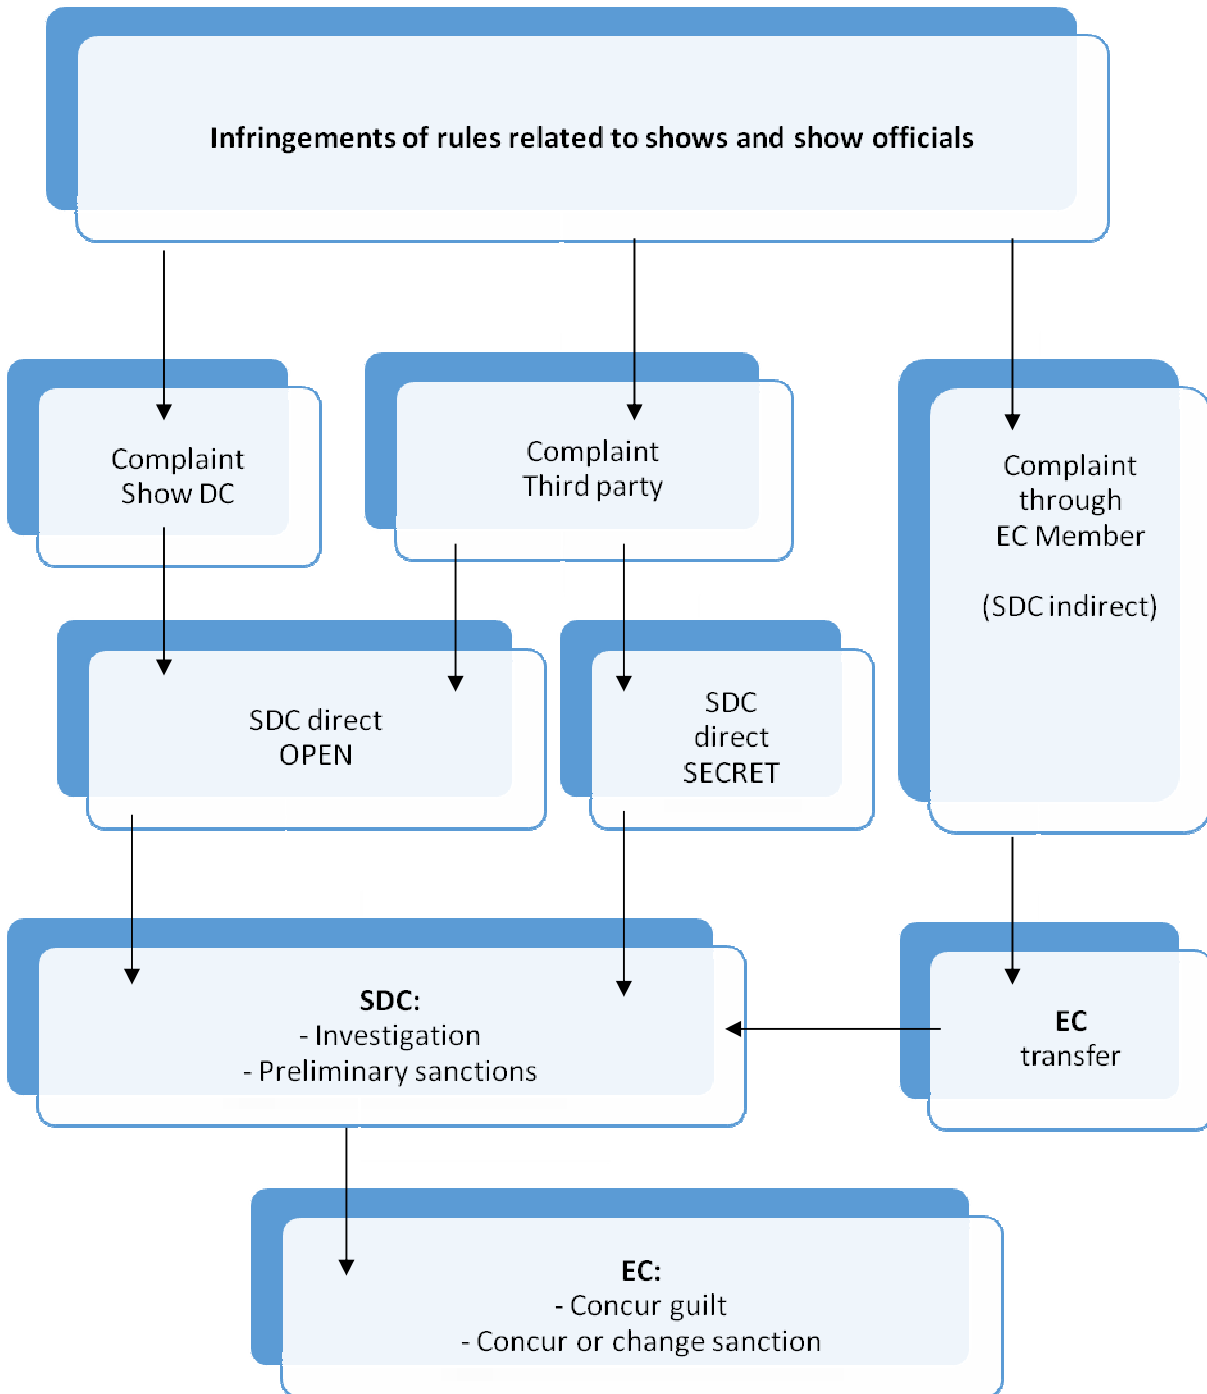 Infringements of rules related to shows and show officials
Complaint
Show DC
Complaint
Third party
Complaint
through
EC Member
(SDC indirect)
SDC direct
OPEN
SDC
direct
SECRET
SDC:
- Investigation
- Preliminary sanctions
EC
transfer
EC:
- Concur guilt
- Concur or change sanction